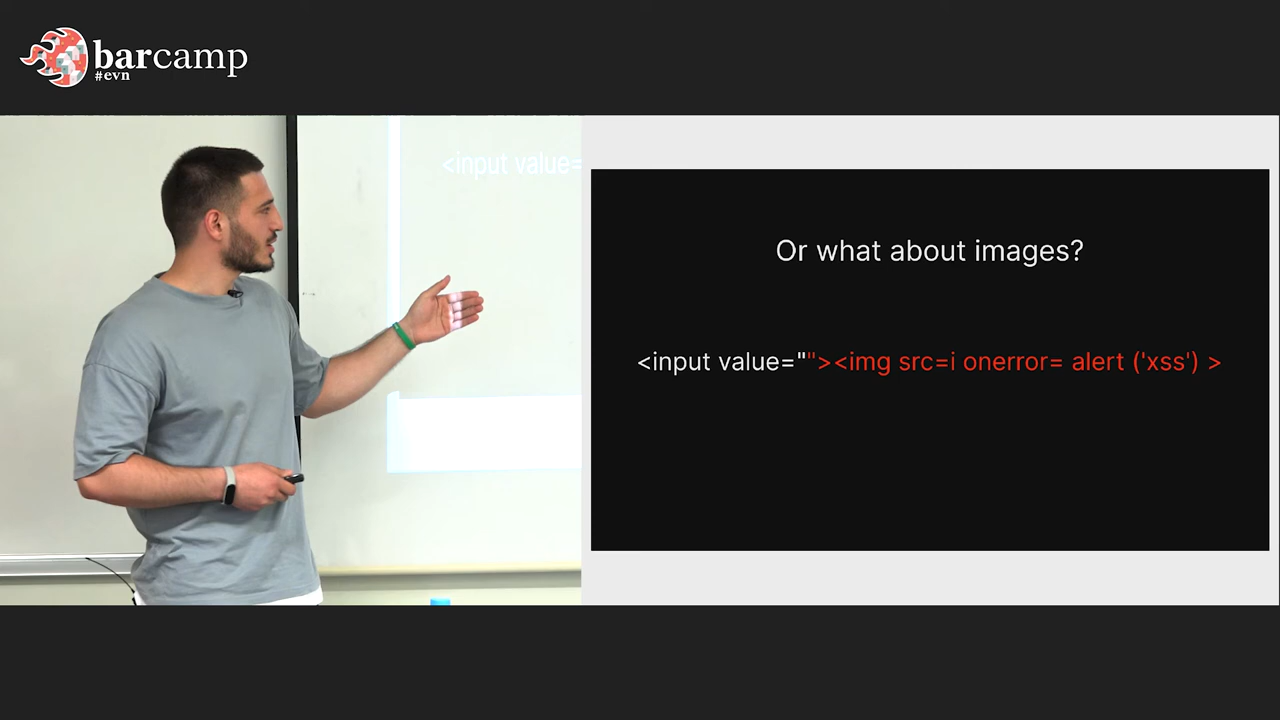 barcamp
#evn
<input value=
Or what about images?
<input value=""><img src=i onerror= alert ('xss') >